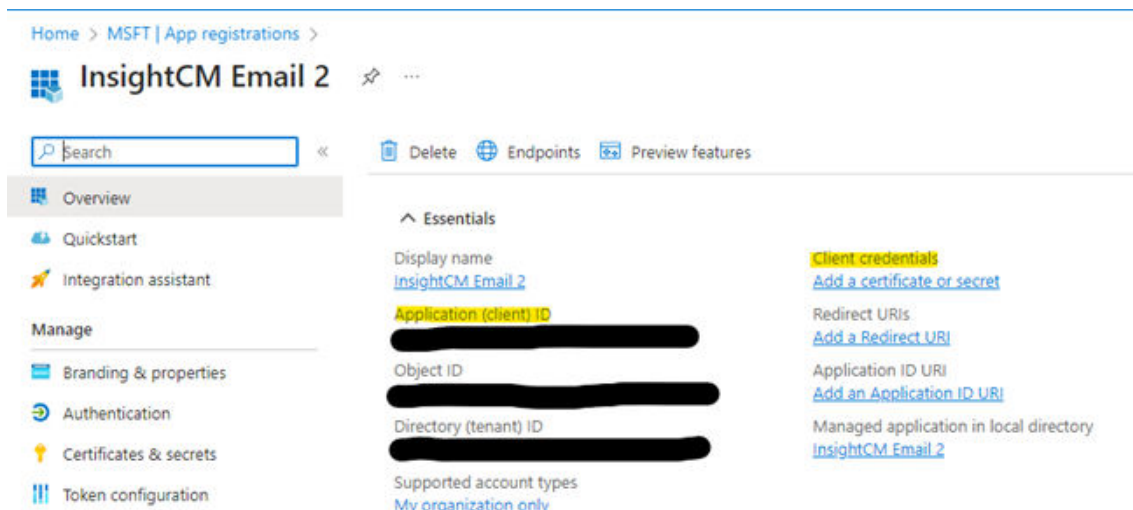 Home > MSFT | App registrations >
InsightCM Email 2 ...
Search «
Overview
Quickstart
Integration assistant
Manage
Branding & properties
Authentication
Certificates & secrets
Token configuration
Delete Endpoints Preview features
Essentials
Display name
InsightCM Email 2
Application (client) ID
Object ID
Directory (tenant) ID
Supported account types
My organization only
Client credentials
Add a certificate or secret
Redirect URIs
Add a Redirect URI
Application ID URI
Add an Application ID URI
Managed application in local directory
InsightCM Email 2